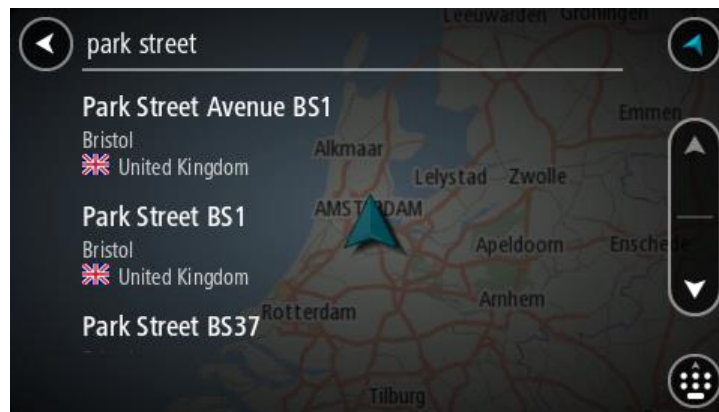 Leeuwarden Groningen
park street
Park Street Avenue BS1
Bristol
United Kingdom
Emmen
Alkmaar
Lelystad Zwolle
Park Street BS1
AMSTERDAM
Bristol
Apeldoorn
Enschede
United Kingdom
Arnhem
Rotterdam
Park Street BS37
Tilburg